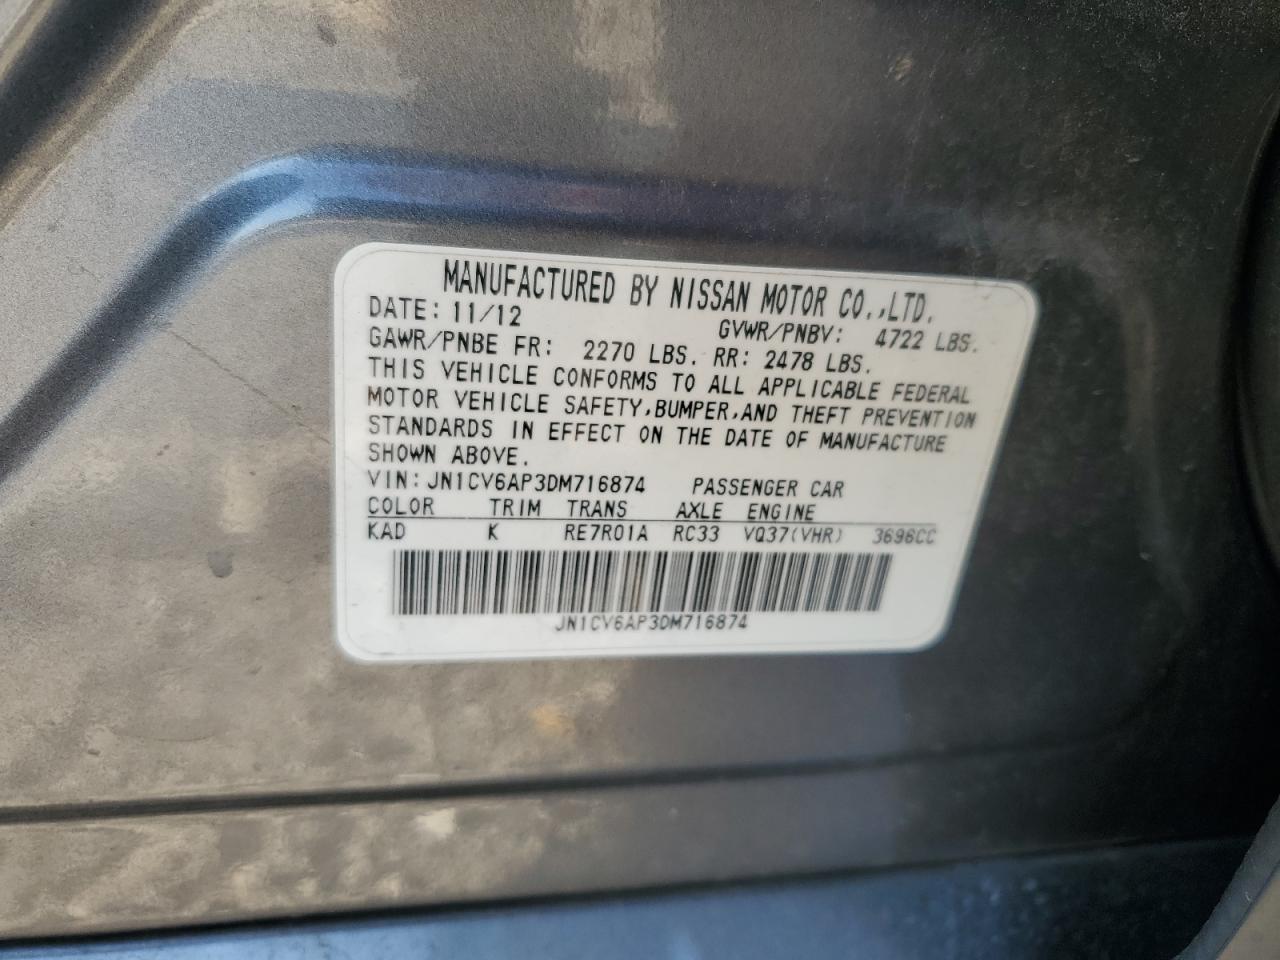 MANUFACTURED BY NISSAN MOTOR CO.,LTD.
DATE: 11/12 GVWR/PNBV: 4722 LBS.
GAWR/PNBE FR: 2270 LBS. RR: 2478 LBS.
THIS VEHICLE CONFORMS TO ALL APPLICABLE FEDERAL
MOTOR VEHICLE SAFETY,BUMPER,AND THEFT PREVENTION
STANDARDS IN EFFECT ON THE DATE OF MANUFACTURE
SHOWN ABOVE.
VIN: JN1CV6AP3DM716874 PASSENGER CAR
COLOR TRIM TRANS AXLE ENGINE
KAD K RE7R01A RC33 VQ37(VHR) 3696CC
JN1CV6AP3DM716874